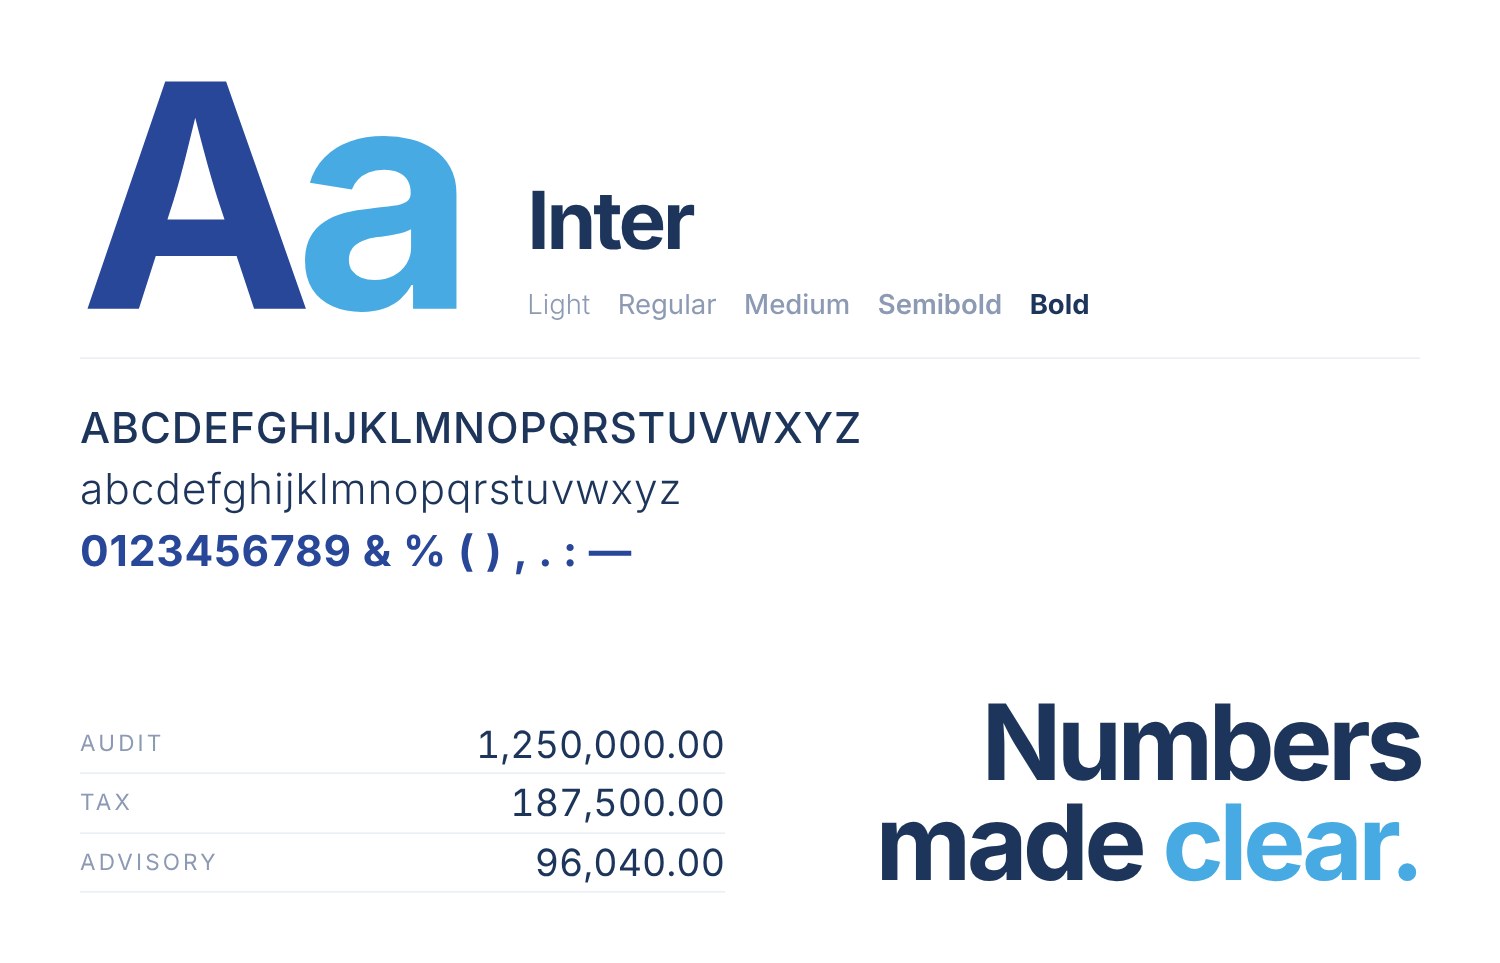 Aa
Inter
Light Regular Medium Semibold Bold
ABCDEFGHIJKLMNOPQRSTUVWXYZ
abcdefghijklmnopqrstuvwxyz
0123456789 & % ( ) , . : —
AUDIT 1,250,000.00
TAX 187,500.00
ADVISORY 96,040.00
Numbers
made clear.